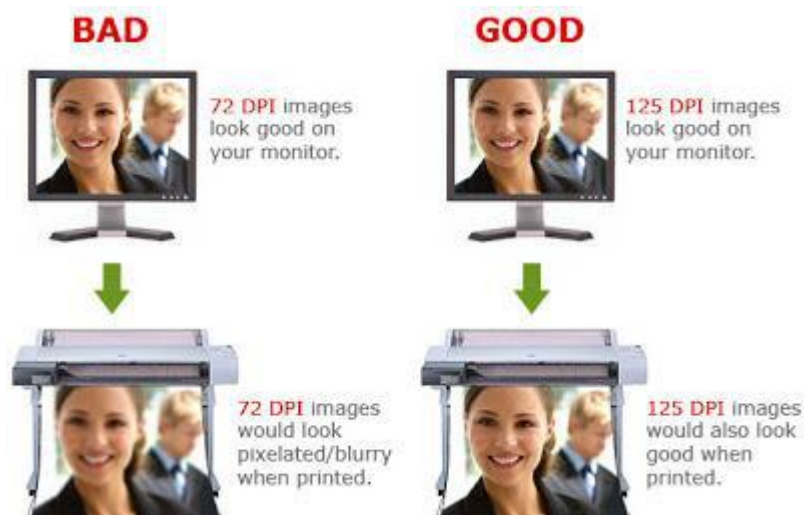 BAD
72 DPI images
look good on
your monitor.
72 DPI images
would look
pixelated/blurry
when printed.
GOOD
125 DPI images
look good on
your monitor.
125 DPI images
would also look
good when
printed.